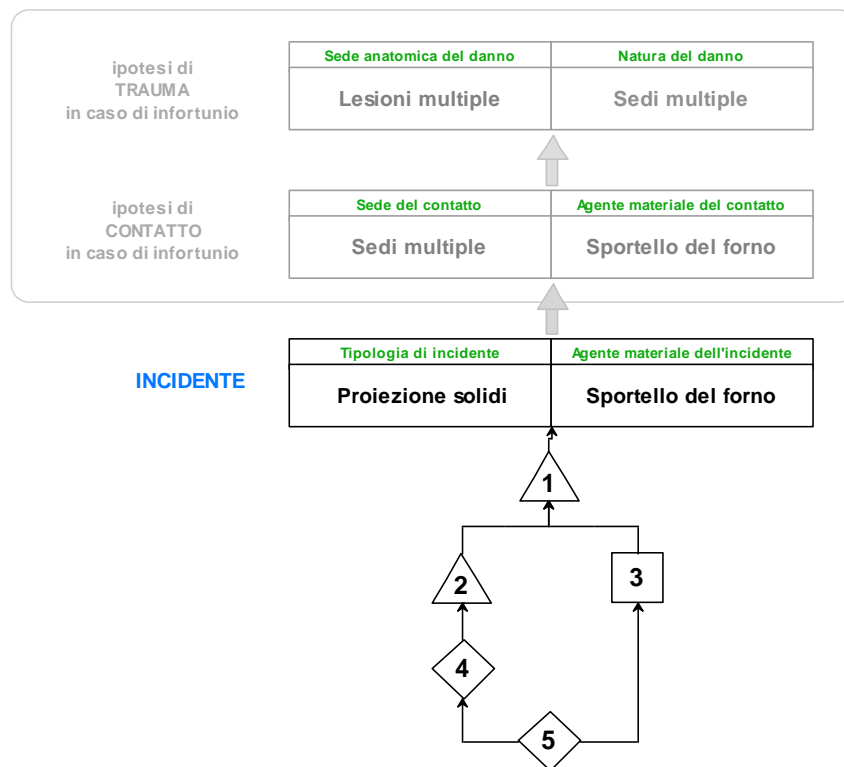 ipotesi di
TRAUMA
in caso di infortunio
Sede anatomica del danno
Natura del danno
Lesioni multiple
Sedi multiple
ipotesi di
CONTATTO
in caso di infortunio
Sede del contatto
Agente materiale del contatto
Sedi multiple
Sportello del forno
INCIDENTE
Tipologia di incidente
Agente materiale dell'incidente
Proiezione solidi
Sportello del forno
1
2
3
4
5